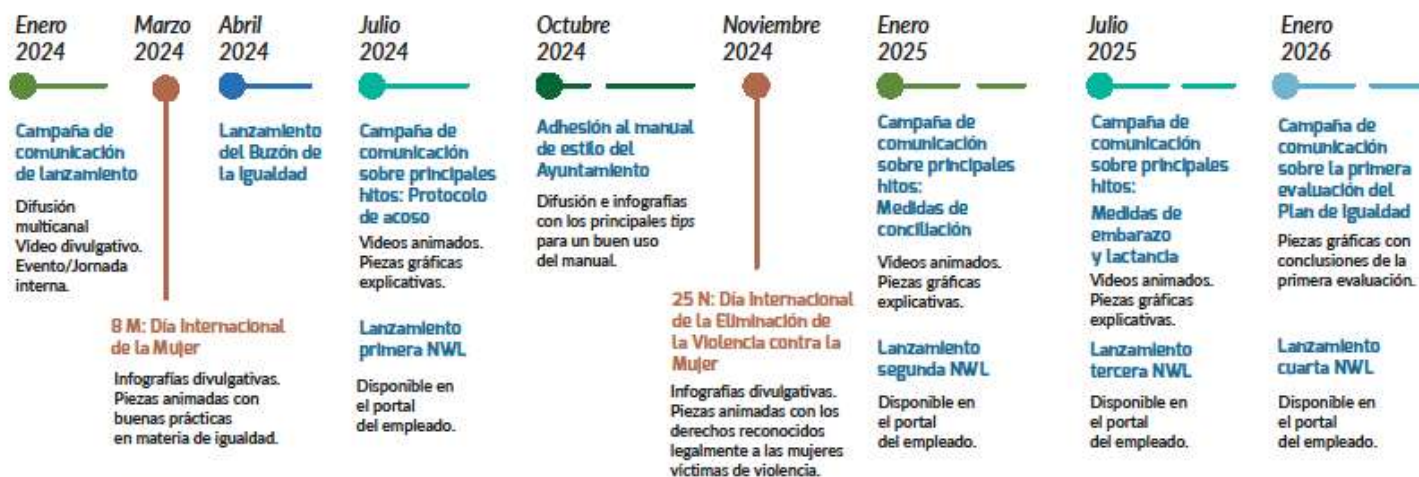 Enero
2024
Campaña de
comunicación
de lanzamiento
Difusión
multicanal
Video divulgativo.
Evento/Jornada
interna.
Marzo
2024
8 M: Día Internacional
de la Mujer
Infografías divulgativas.
Piezas animadas con
buenas prácticas
en materia de igualdad.
Abril
2024
Lanzamiento
del Buzón de
la Igualdad
Julio
2024
Campaña de
comunicación
sobre principales
hitos: Protocolo
de acoso
Videos animados.
Piezas gráficas
explicativas.
Lanzamiento
primera NWL
Disponible en
el portal
del empleado.
Octubre
2024
Adhesión al manual
de estilo del
Ayuntamiento
Difusión e infografías
con los principales tips
para un buen uso
del manual.
Noviembre
2024
25 N: Día Internacional
de la Eliminación de
la Violencia contra la
Mujer
Infografías divulgativas.
Piezas animadas con los
derechos reconocidos
legalmente a las mujeres
víctimas de violencia.
Enero
2025
Campaña de
comunicación
sobre principales
hitos:
Medidas de
conciliación
Videos animados.
Piezas gráficas
explicativas.
Lanzamiento
segunda NWL
Disponible en
el portal
del empleado.
Julio
2025
Campaña de
comunicación
sobre principales
hitos:
Medidas de
embarazo
y lactancia
Videos animados.
Piezas gráficas
explicativas.
Lanzamiento
tercera NWL
Disponible en
el portal
del empleado.
Enero
2026
Campaña de
comunicación
sobre la primera
evaluación del
Plan de Igualdad
Piezas gráficas con
conclusiones de la
primera evaluación.
Lanzamiento
cuarta NWL
Disponible en
el portal
del empleado.